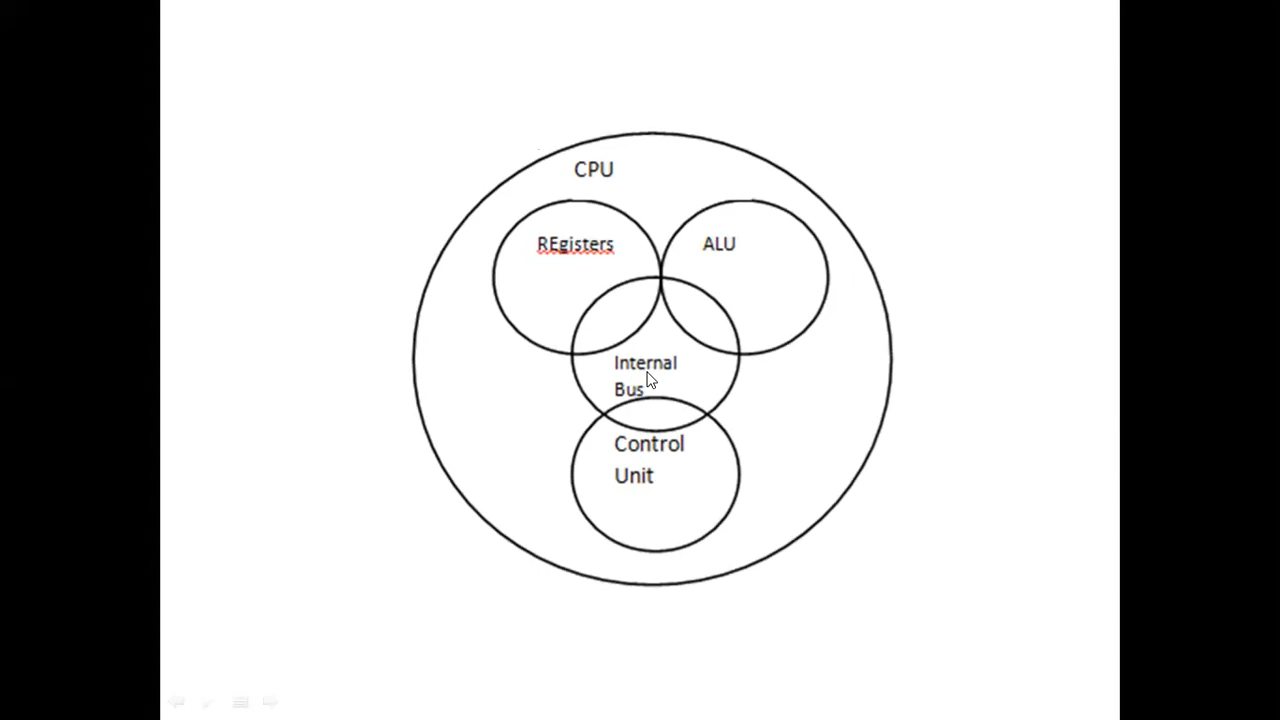 CPU
REgisters
ALU
Internal
Bus
Control
Unit